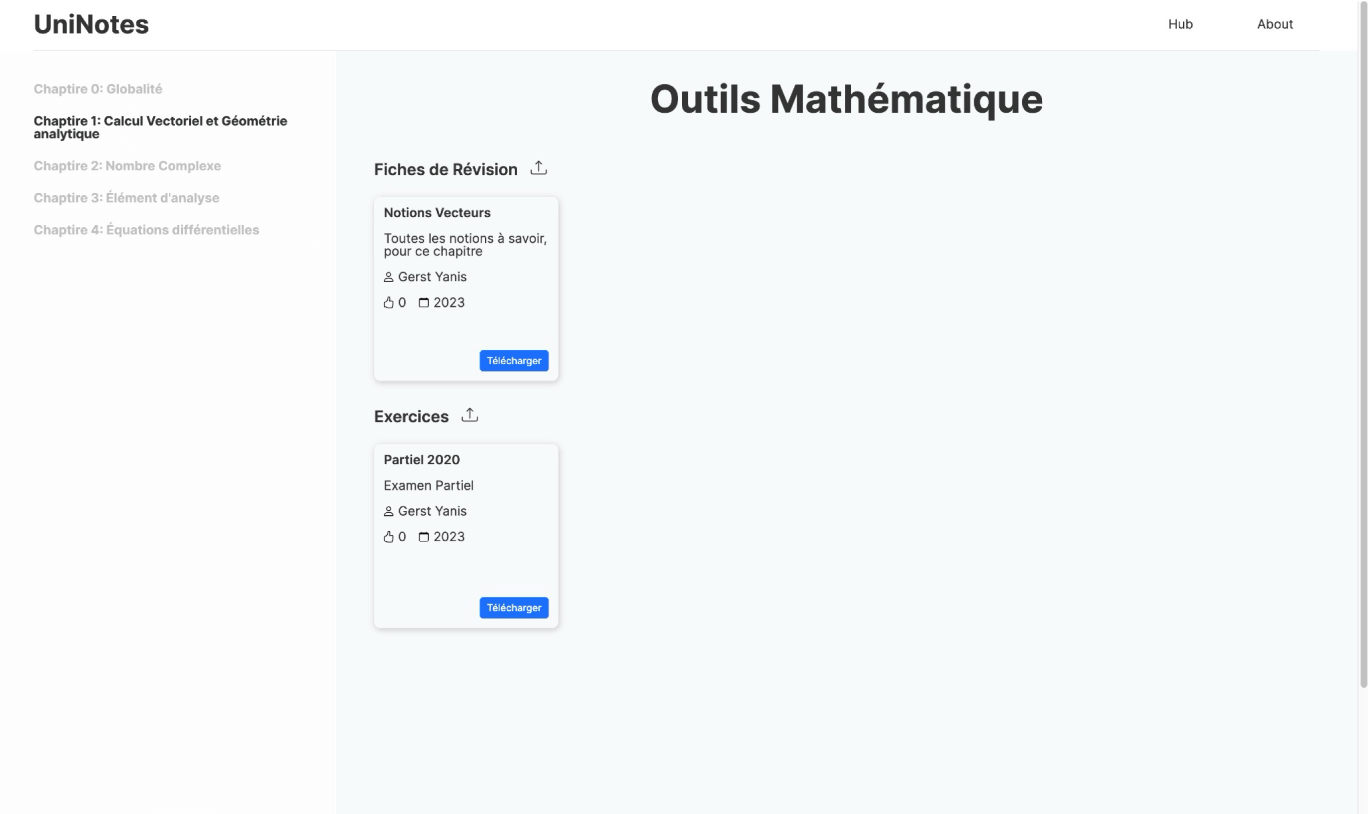 UniNotes
Hub
About
Chaptire 0: Globalité
Chaptire 1: Calcul Vectoriel et Géométrie
analytique
Chaptire 2: Nombre Complexe
Chaptire 3: Élément d'analyse
Chaptire 4: Équations différentielles
Outils Mathématique
Fiches de Révision
Notions Vecteurs
Toutes les notions à savoir,
pour ce chapitre
Gerst Yanis
0 2023
Télécharger
Exercices
Partiel 2020
Examen Partiel
Gerst Yanis
0 2023
Télécharger